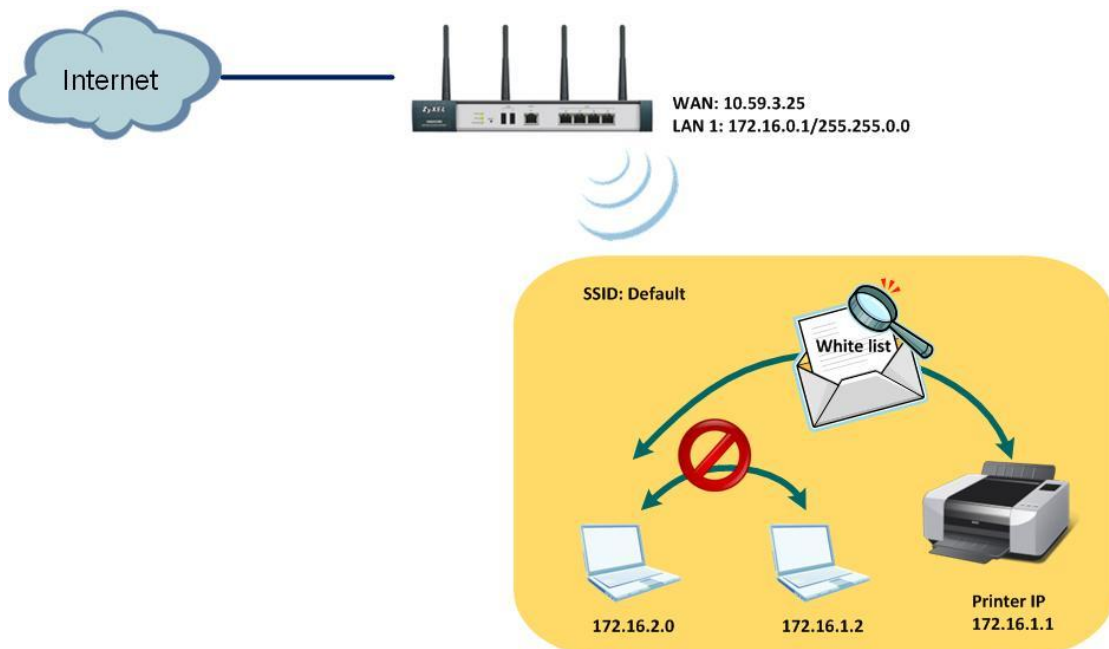 Internet
ZyXEL
WAN: 10.59.3.25
LAN 1: 172.16.0.1/255.255.0.0
SSID: Default
White list
172.16.2.0
172.16.1.2
Printer IP
172.16.1.1